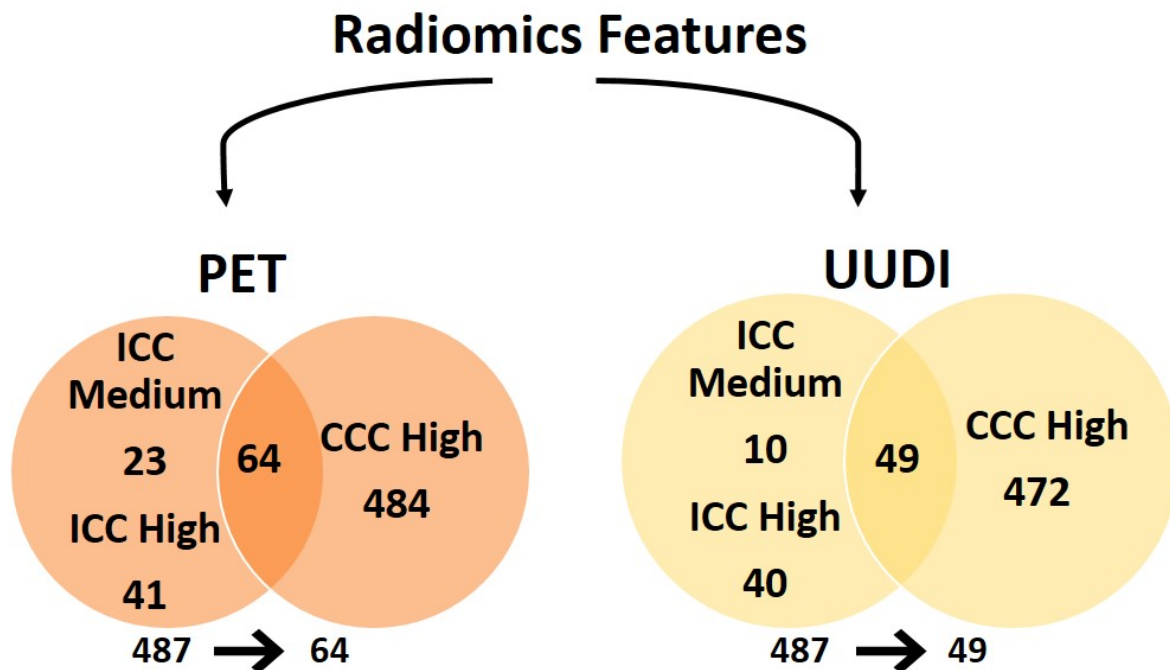 Radiomics Features
PET
ICC
Medium
23
ICC High
41
64
CCC High
484
487 64
UUDI
ICC
Medium
10
ICC High
40
49
CCC High
472
487 49